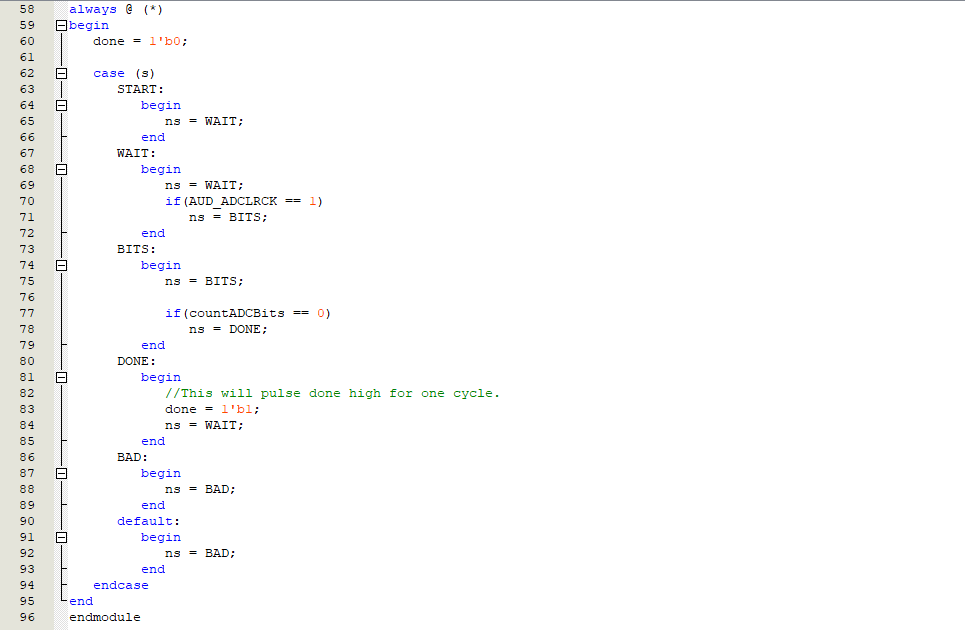 58 always @ (*)
59 begin
60 done = 1'b0;
61
62 case (s)
63 START:
64 begin
65 ns = WAIT;
66 end
67 WAIT:
68 begin
69 ns = WAIT;
70 if(AUD_ADCLRCK == 1)
71 ns = BITS;
72 end
73 BITS:
74 begin
75 ns = BITS;
76
77 if(countADCBits == 0)
78 ns = DONE;
79 end
80 DONE:
81 begin
82 //This will pulse done high for one cycle.
83 done = 1'b1;
84 ns = WAIT;
85 end
86 BAD:
87 begin
88 ns = BAD;
89 end
90 default:
91 begin
92 ns = BAD;
93 end
94 endcase
95 end
96 endmodule